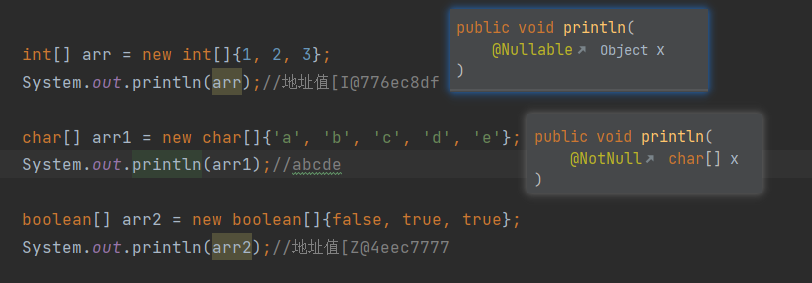 int[] arr = new int[]{1, 2, 3};
System.out.println(arr);//地址值[I@776ec8df
public void println(
@Nullable↗ Object x
)
char[] arr1 = new char[]{'a', 'b', 'c', 'd', 'e'};
System.out.println(arr1);//abcde
public void println(
@NotNull↗ char[] x
)
boolean[] arr2 = new boolean[]{false, true, true};
System.out.println(arr2);//地址值[Z@4eec7777